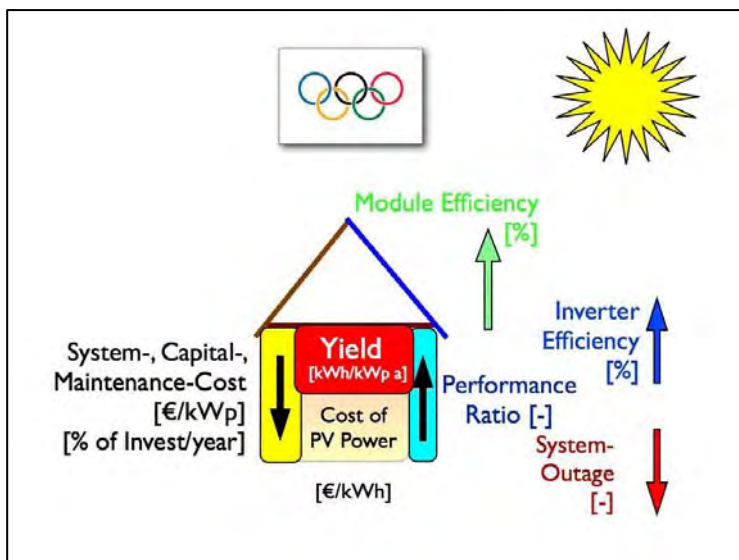 Module Efficiency
[%]
Inverter
Efficiency
[%]
System-, Capital-,
Maintenance-Cost
[€/kWp]
[% of Invest/year]
Yield
[kWh/kWp a]
Cost of
PV Power
Performance
Ratio [-]
System-
Outage
[-]
[€/kWh]